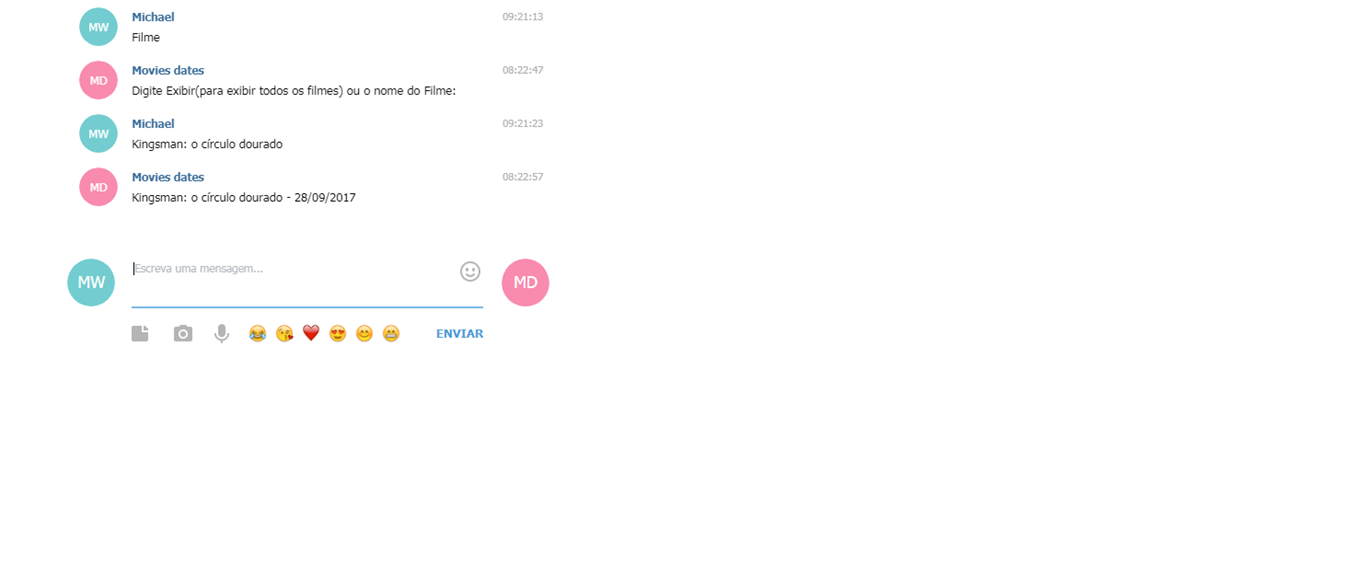 MW Michael 09:21:13
Filme
MD Movies dates 08:22:47
Digite Exibir(para exibir todos os filmes) ou o nome do Filme:
MW Michael 09:21:23
Kingsman: o círculo dourado
MD Movies dates 08:22:57
Kingsman: o círculo dourado - 28/09/2017
MW Escreva uma mensagem... MD
ENVIAR